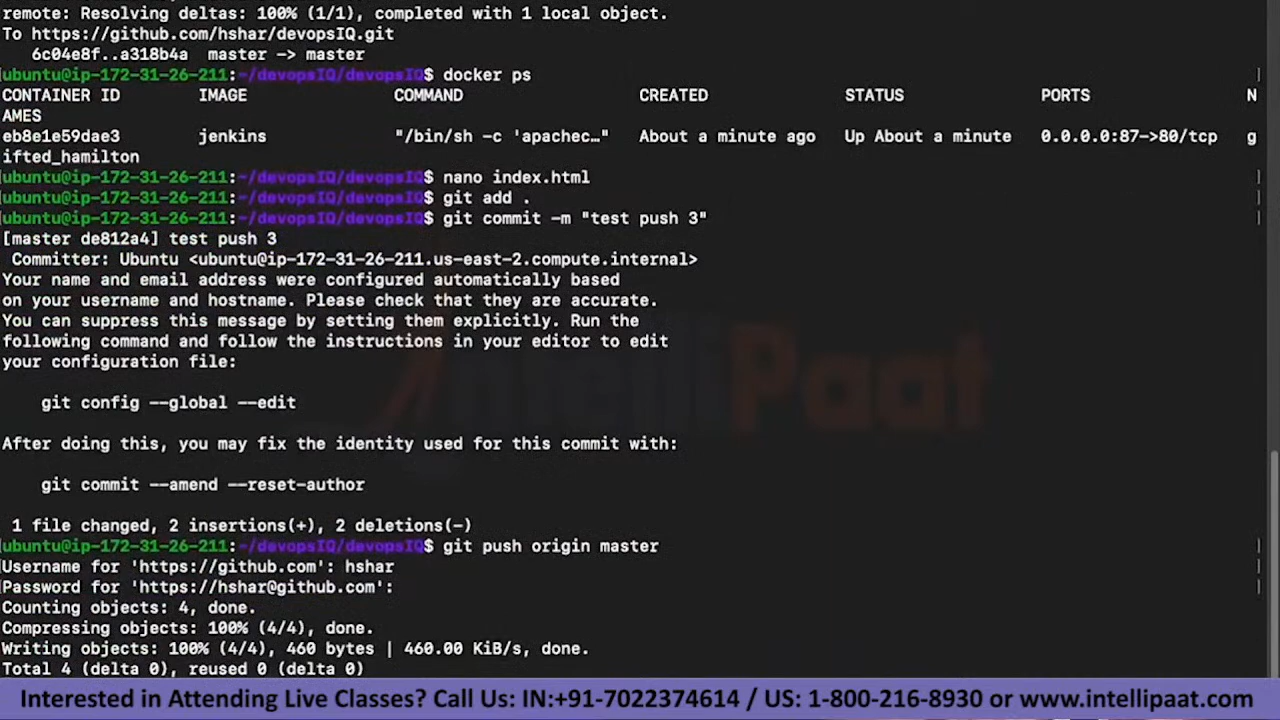 remote: Resolving deltas: 100% (1/1), completed with 1 local object.
To https://github.com/hshar/devopsIQ.git
   6c04e8f..a318b4a  master -> master
ubuntu@ip-172-31-26-211:~/devopsIQ/devopsIQ$ docker ps
CONTAINER ID        IMAGE               COMMAND                  CREATED             STATUS              PORTS                N
AMES
eb8e1e59dae3        jenkins             "/bin/sh -c 'apachec…"   About a minute ago   Up About a minute   0.0.0.0:87->80/tcp   g
ifted_hamilton
ubuntu@ip-172-31-26-211:~/devopsIQ/devopsIQ$ nano index.html
ubuntu@ip-172-31-26-211:~/devopsIQ/devopsIQ$ git add .
ubuntu@ip-172-31-26-211:~/devopsIQ/devopsIQ$ git commit -m "test push 3"
[master de812a4] test push 3
 Committer: Ubuntu <ubuntu@ip-172-31-26-211.us-east-2.compute.internal>
Your name and email address were configured automatically based
on your username and hostname. Please check that they are accurate.
You can suppress this message by setting them explicitly. Run the
following command and follow the instructions in your editor to edit
your configuration file:
    git config --global --edit
After doing this, you may fix the identity used for this commit with:
    git commit --amend --reset-author
 1 file changed, 2 insertions(+), 2 deletions(-)
ubuntu@ip-172-31-26-211:~/devopsIQ/devopsIQ$ git push origin master
Username for 'https://github.com': hshar
Password for 'https://hshar@github.com':
Counting objects: 4, done.
Compressing objects: 100% (4/4), done.
Writing objects: 100% (4/4), 460 bytes | 460.00 KiB/s, done.
Total 4 (delta 0), reused 0 (delta 0)
IntelliPaat
Interested in Attending Live Classes? Call Us: IN:+91-7022374614 / US: 1-800-216-8930 or www.intellipaat.com